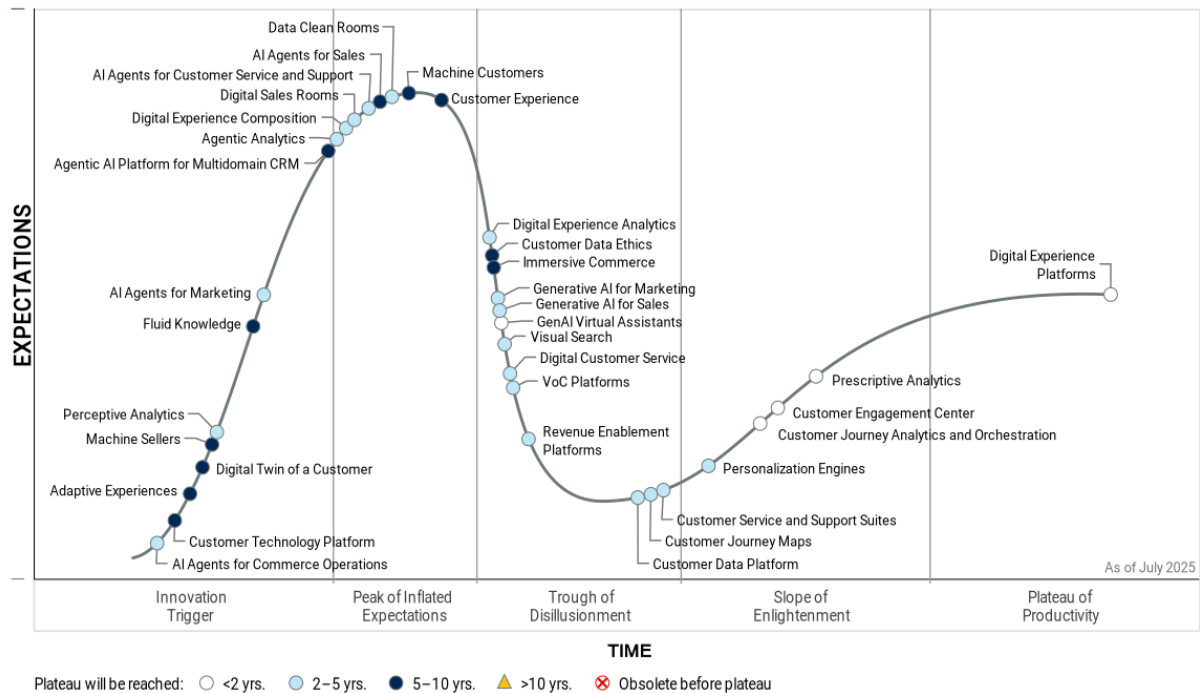 Data Clean Rooms
AI Agents for Sales
AI Agents for Customer Service and Support
Digital Sales Rooms
Digital Experience Composition
Agentic Analytics
Agentic AI Platform for Multidomain CRM
Machine Customers
Customer Experience
AI Agents for Marketing
Fluid Knowledge
Perceptive Analytics
Machine Sellers
Digital Twin of a Customer
Adaptive Experiences
Customer Technology Platform
AI Agents for Commerce Operations
Digital Experience Analytics
Customer Data Ethics
Immersive Commerce
Generative AI for Marketing
Generative AI for Sales
GenAI Virtual Assistants
Visual Search
Digital Customer Service
VoC Platforms
Revenue Enablement
Platforms
Customer Service and Support Suites
Customer Journey Maps
Customer Data Platform
Personalization Engines
Customer Journey Analytics and Orchestration
Customer Engagement Center
Prescriptive Analytics
Digital Experience
Platforms
EXPECTATIONS
As of July 2025
Innovation
Trigger
Peak of Inflated
Expectations
Trough of
Disillusionment
Slope of
Enlightenment
Plateau of
Productivity
TIME
Plateau will be reached: <2 yrs. 2–5 yrs. 5–10 yrs. >10 yrs. Obsolete before plateau